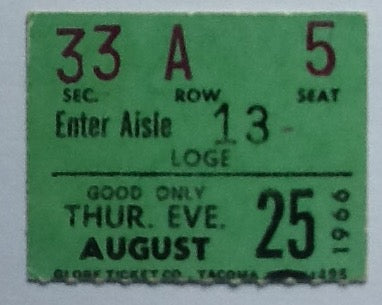 33 A 5
SEC. ROW SEAT
Enter Aisle 13-
LOGE
GOOD ONLY
THUR. EVE.
AUGUST
25
1966
GLOBE TICKET CO., TACOMA